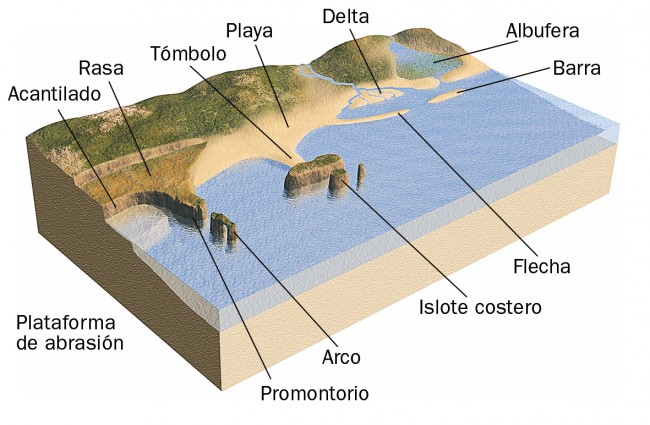 Delta
Playa
Albufera
Tómbolo
Rasa
Barra
Acantilado
Flecha
Islote costero
Plataforma
de abrasión
Arco
Promontorio